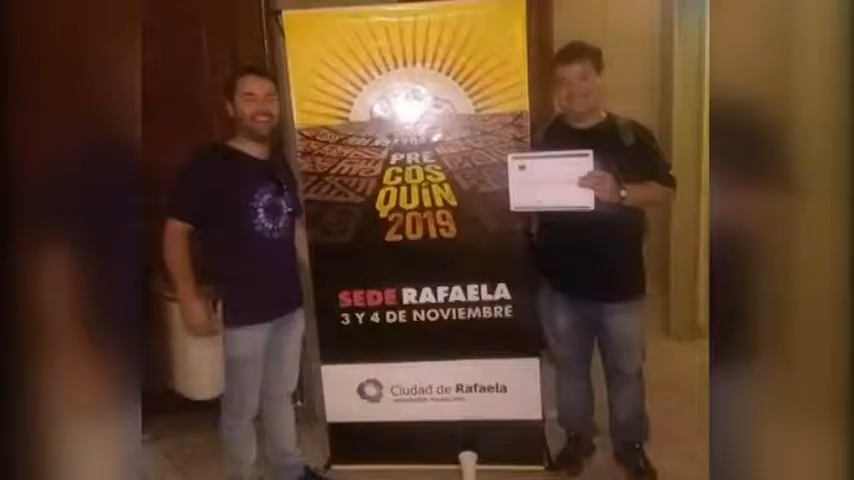 PRE
COS
QUÍN
2019
SEDE RAFAELA
3 Y 4 DE NOVIEMBRE
Ciudad de Rafaela